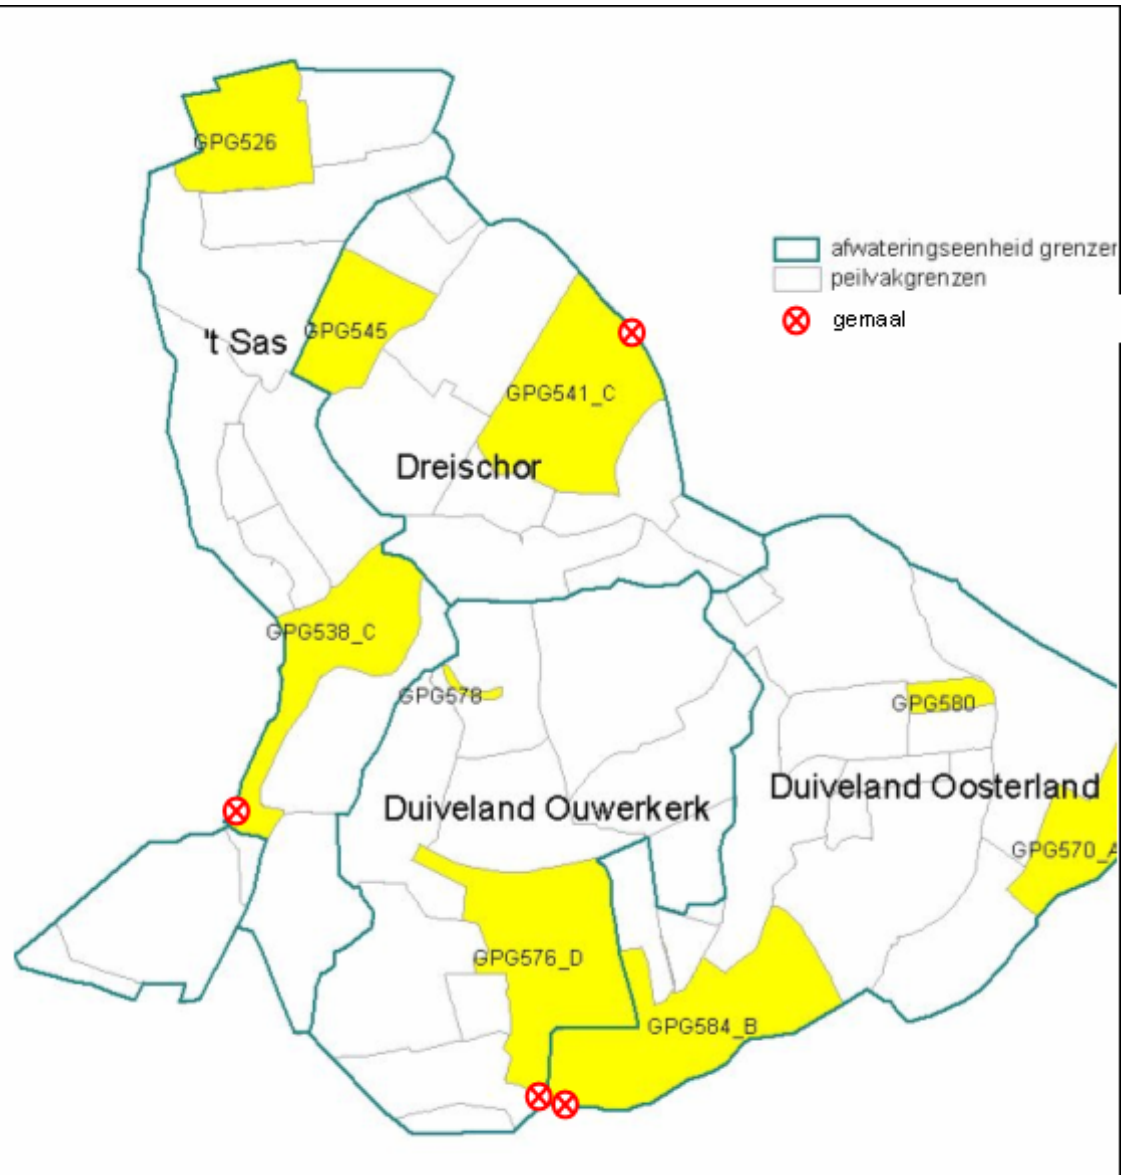 GPG526
afwateringseenheid grenzen
peilvakgrenzen
gemaal
't Sas
GPG545
GPG541_C
Dreischor
GPG538_C
GPG578
GPG580
Duiveland Ouwerkerk
Duiveland Oosterland
GPG570_A
GPG576_D
GPG584_B